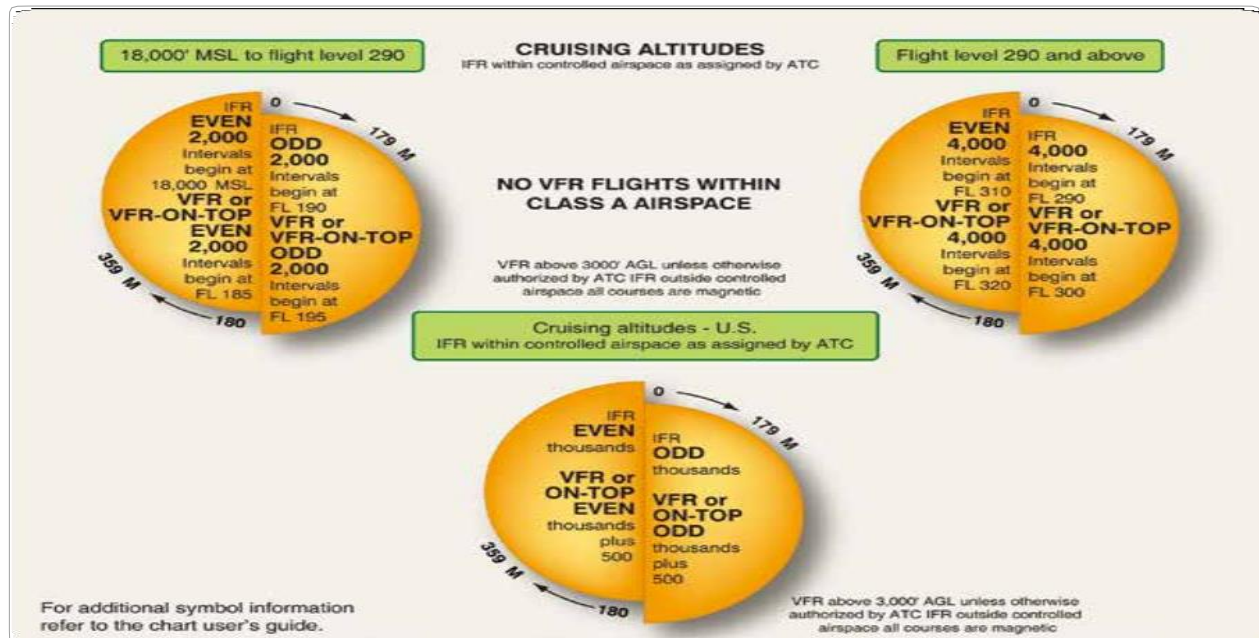 18,000' MSL to flight level 290
CRUISING ALTITUDES
IFR within controlled airspace as assigned by ATC
Flight level 290 and above
IFR
EVEN
2,000
Intervals
begin at
18,000 MSL
VFR or
VFR-ON-TOP
EVEN
2,000
Intervals
begin at
FL 185
IFR
ODD
2,000
Intervals
begin at
FL 190
VFR or
VFR-ON-TOP
ODD
2,000
Intervals
begin at
FL 195
0
179 M
180
359 M
NO VFR FLIGHTS WITHIN
CLASS A AIRSPACE
VFR above 3000' AGL unless otherwise
authorized by ATC IFR outside controlled
airspace all courses are magnetic
IFR
EVEN
4,000
Intervals
begin at
FL 310
VFR or
VFR-ON-TOP
4,000
Intervals
begin at
FL 320
IFR
4,000
Intervals
begin at
FL 290
VFR or
VFR-ON-TOP
4,000
Intervals
begin at
FL 300
0
179 M
180
359 M
Cruising altitudes - U.S.
IFR within controlled airspace as assigned by ATC
IFR
EVEN
thousands
VFR or
ON-TOP
EVEN
thousands
plus
500
IFR
ODD
thousands
VFR or
ON-TOP
ODD
thousands
plus
500
0
179 M
180
359 M
For additional symbol information
refer to the chart user's guide.
VFR above 3,000' AGL unless otherwise
authorized by ATC IFR outside controlled
airspace all courses are magnetic